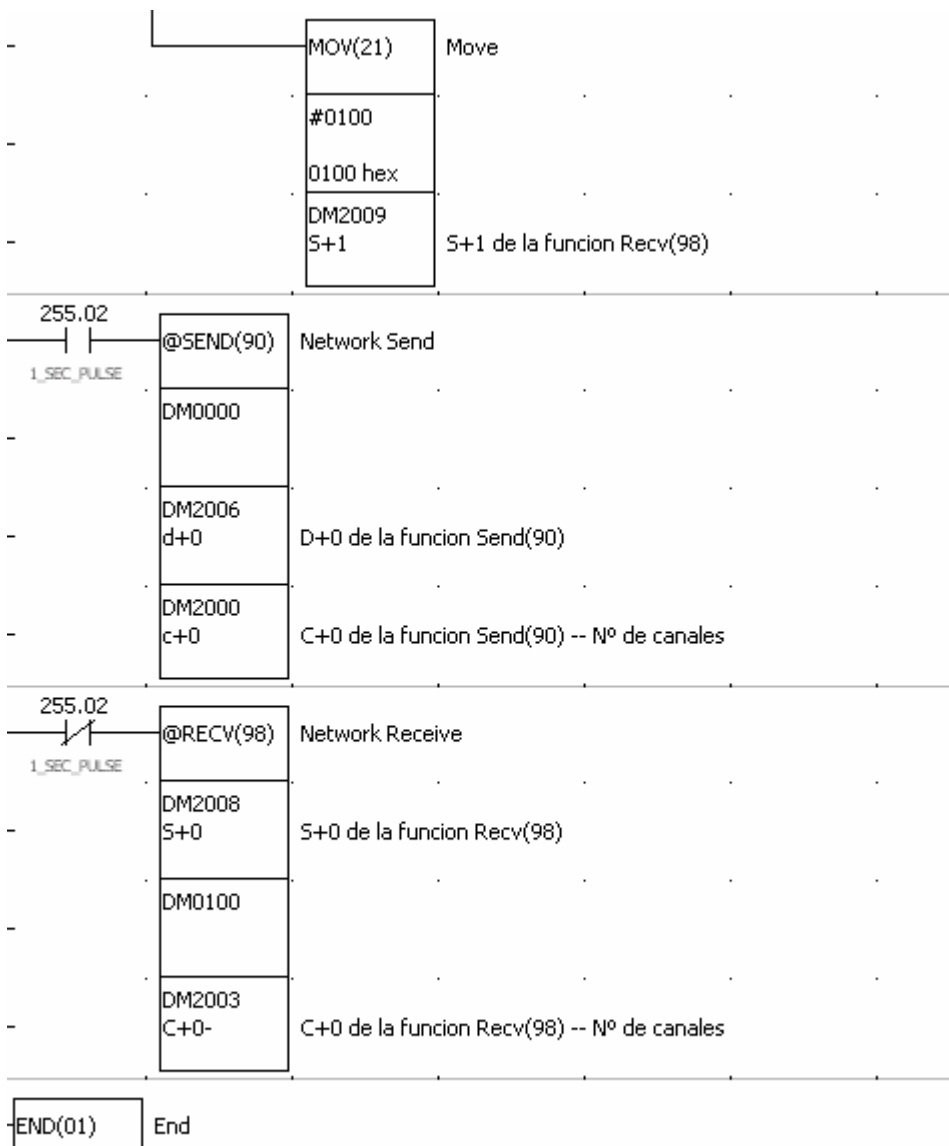 MOV(21) Move
#0100
0100 hex
DM2009
S+1 S+1 de la funcion Recv(98)
255.02
@SEND(90) Network Send
1_SEC_PULSE
DM0000
DM2006
d+0 D+0 de la funcion Send(90)
DM2000
c+0 C+0 de la funcion Send(90) -- Nº de canales
255.02
@RECV(98) Network Receive
1_SEC_PULSE
DM2008
S+0 S+0 de la funcion Recv(98)
DM0100
DM2003
C+0- C+0 de la funcion Recv(98) -- Nº de canales
END(01) End